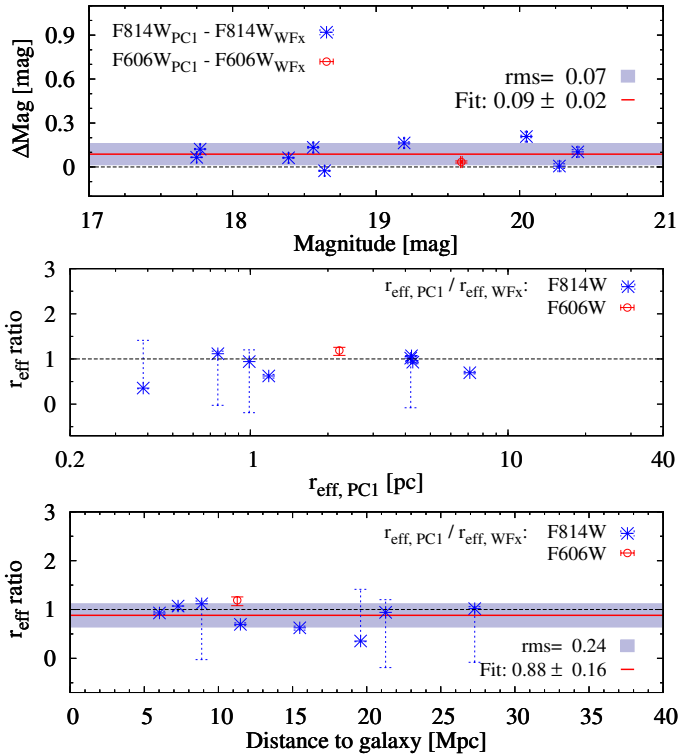 ΔMag [mag]
0.9
0.6
0.3
0
F814W_PC1 - F814W_WFx
F606W_PC1 - F606W_WFx
rms= 0.07
Fit: 0.09 ± 0.02
17 18 19 20 21
Magnitude [mag]
r_eff ratio
3
2
1
0
r_eff, PC1 / r_eff, WFx: F814W
F606W
0.2 1 10 40
r_eff, PC1 [pc]
r_eff ratio
3
2
1
0
r_eff, PC1 / r_eff, WFx: F814W
F606W
rms= 0.24
Fit: 0.88 ± 0.16
0 5 10 15 20 25 30 35 40
Distance to galaxy [Mpc]